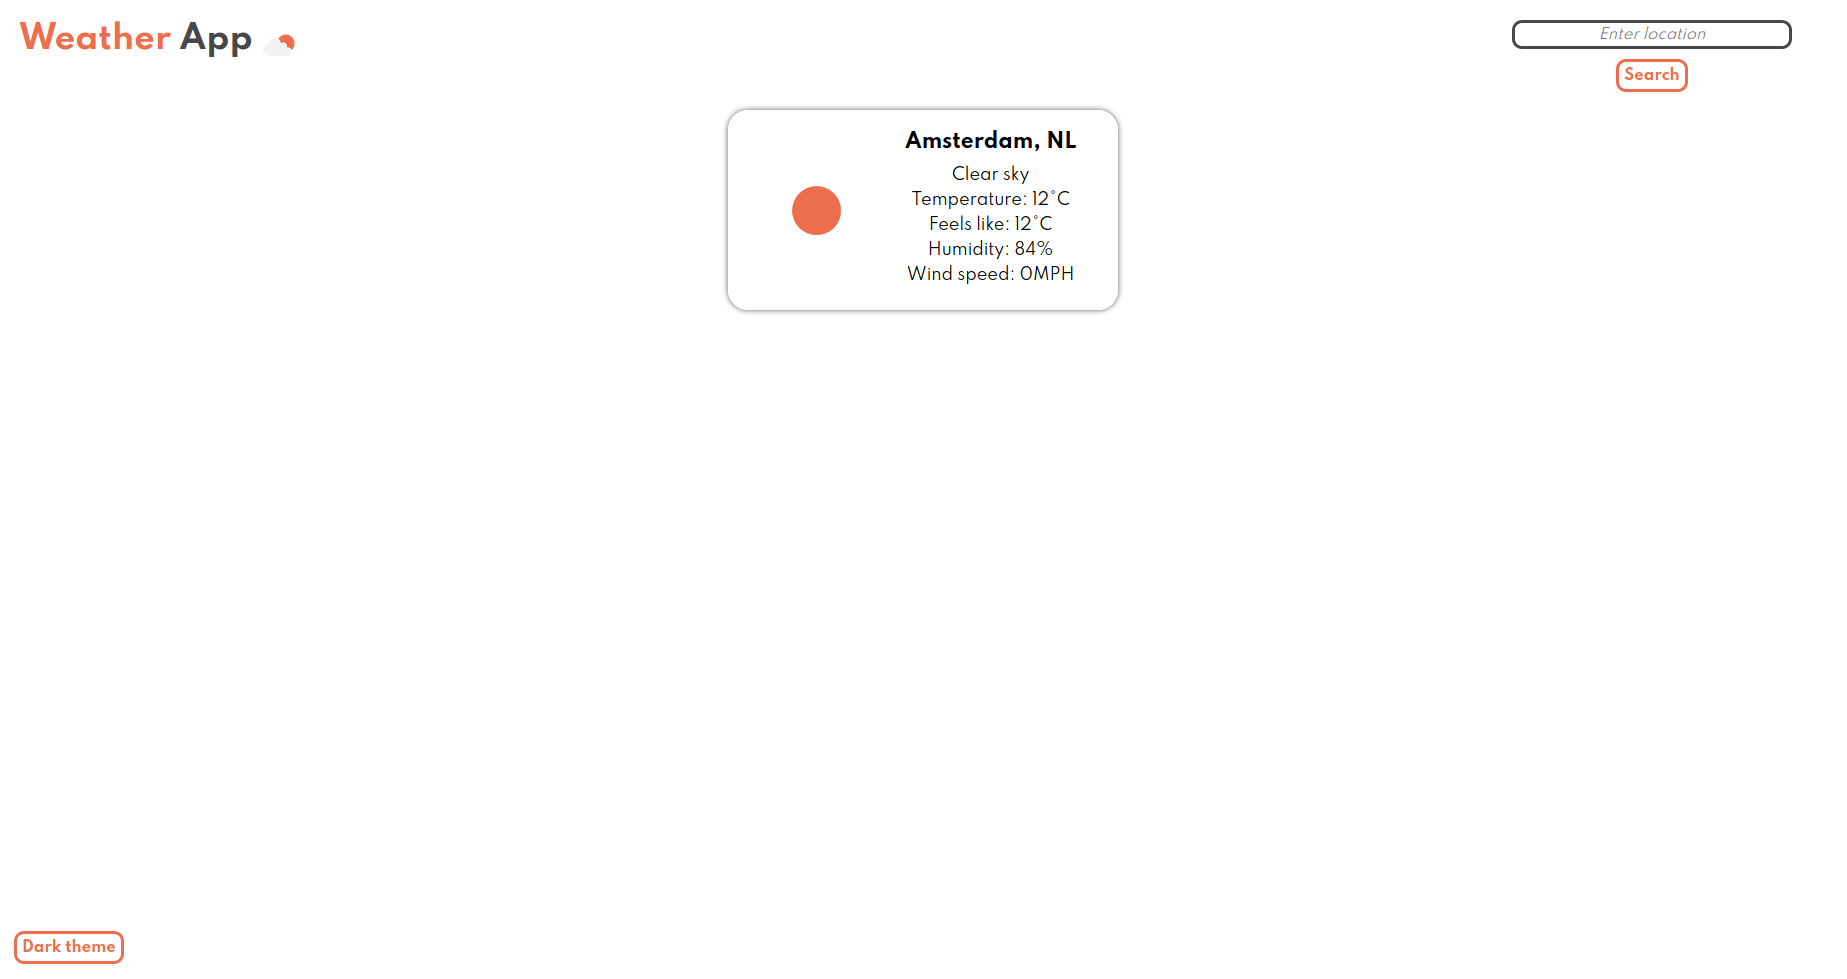 Weather App
Enter location
Search
Amsterdam, NL
Clear sky
Temperature: 12°C
Feels like: 12°C
Humidity: 84%
Wind speed: 0MPH
Dark theme